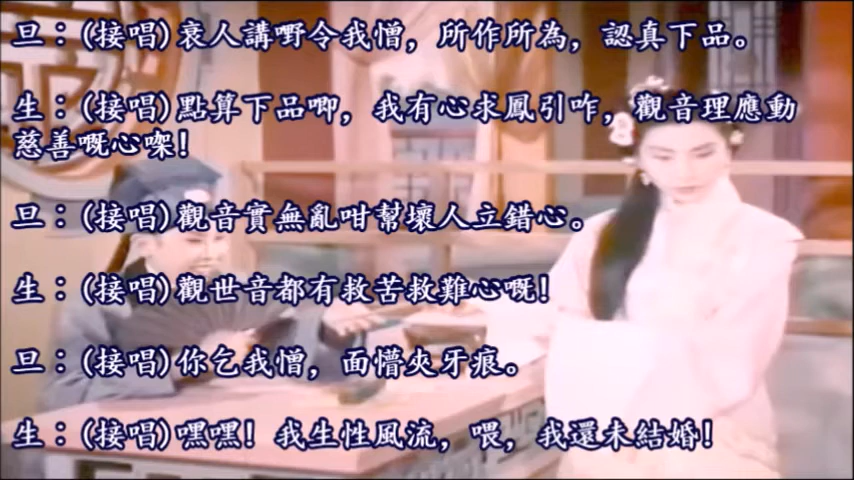 旦：(接唱)衰人講嘢令我憎，所作所為，認真下品。
生：(接唱)點算下品唧，我有心求鳳引咋，觀音理應動
慈善嘅心㗎！
旦：(接唱)觀音實無亂咁幫壞人立錯心。
生：(接唱)觀世音都有救苦救難心嘅！
旦：(接唱)你乞我憎，面懵夾牙痕。
生：(接唱)嘿嘿！我生性風流，喂，我還未結婚！